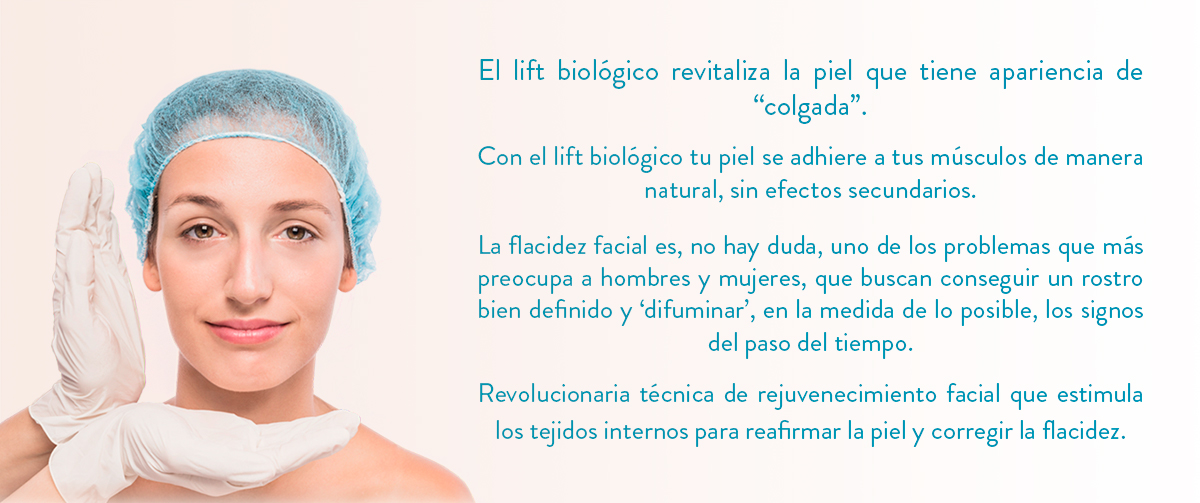 El lift biológico revitaliza la piel que tiene apariencia de
“colgada”.
Con el lift biológico tu piel se adhiere a tus músculos de manera
natural, sin efectos secundarios.
La flacidez facial es, no hay duda, uno de los problemas que más
preocupa a hombres y mujeres, que buscan conseguir un rostro
bien definido y ‘difuminar’, en la medida de lo posible, los signos
del paso del tiempo.
Revolucionaria técnica de rejuvenecimiento facial que estimula
los tejidos internos para reafirmar la piel y corregir la flacidez.